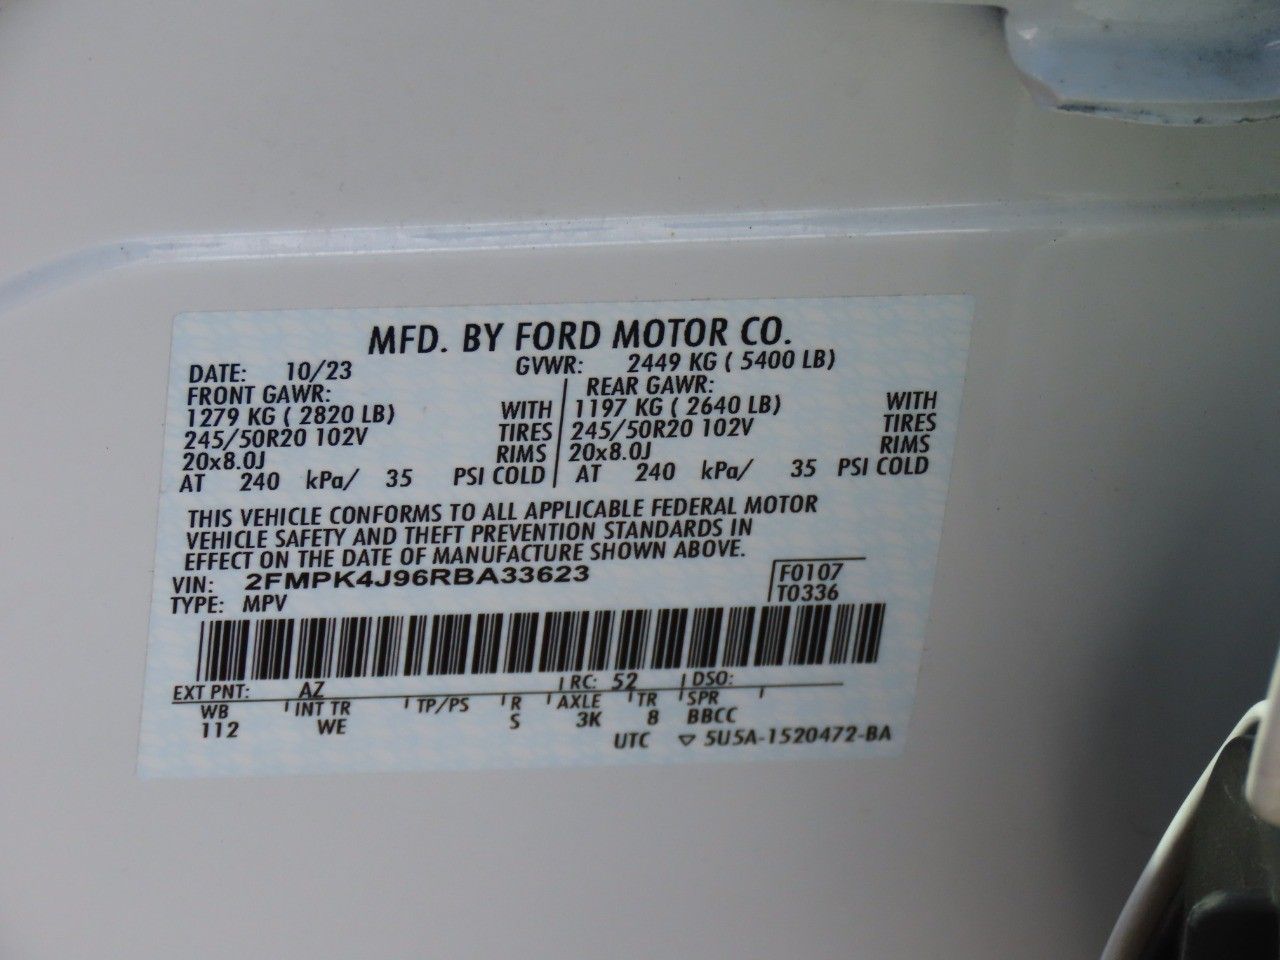 MFD. BY FORD MOTOR CO.
DATE: 10/23 GVWR: 2449 KG ( 5400 LB)
FRONT GAWR: REAR GAWR:
1279 KG ( 2820 LB) WITH 1197 KG ( 2640 LB) WITH
245/50R20 102V TIRES 245/50R20 102V TIRES
20x8.0J RIMS 20x8.0J RIMS
AT 240 kPa/ 35 PSI COLD AT 240 kPa/ 35 PSI COLD
THIS VEHICLE CONFORMS TO ALL APPLICABLE FEDERAL MOTOR
VEHICLE SAFETY AND THEFT PREVENTION STANDARDS IN
EFFECT ON THE DATE OF MANUFACTURE SHOWN ABOVE.
VIN: 2FMPK4J96RBA33623 F0107
TYPE: MPV T0336
EXT PNT: AZ RC: 52 DSO:
WB INT TR TP/PS R AXLE TR SPR
112 WE S 3K 8 BBCC
UTC ▽ 5U5A-1520472-BA